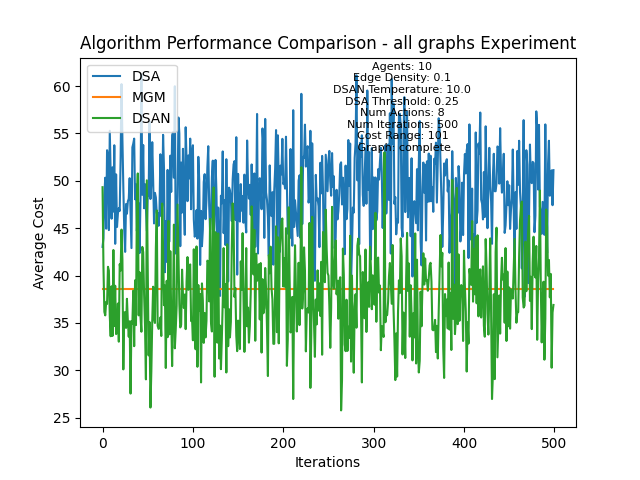 Algorithm Performance Comparison - all graphs Experiment
DSA
MGM
DSAN
Agents: 10
Edge Density: 0.1
DSAN Temperature: 10.0
DSA Threshold: 0.25
Num Actions: 8
Num Iterations: 500
Cost Range: 101
Graph: complete
Average Cost
60
55
50
45
40
35
30
25
0
100
200
300
400
500
Iterations